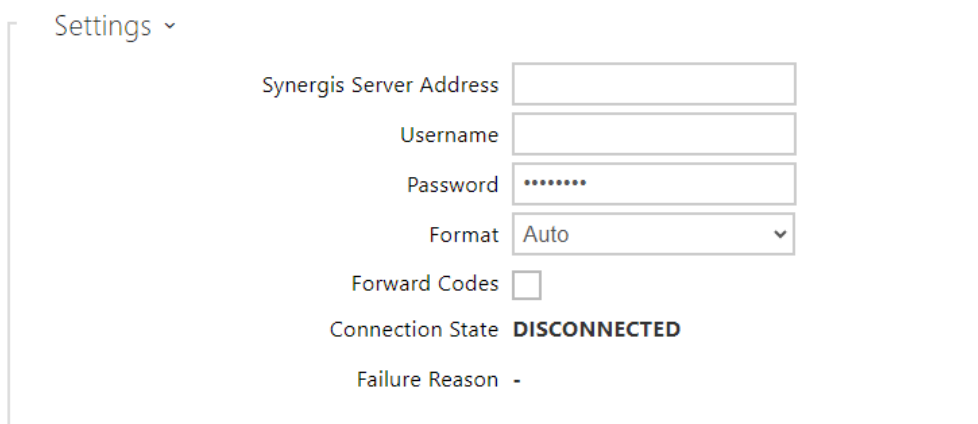 Settings
Synergis Server Address
Username
Password ••••••••
Format Auto
Forward Codes
Connection State DISCONNECTED
Failure Reason -